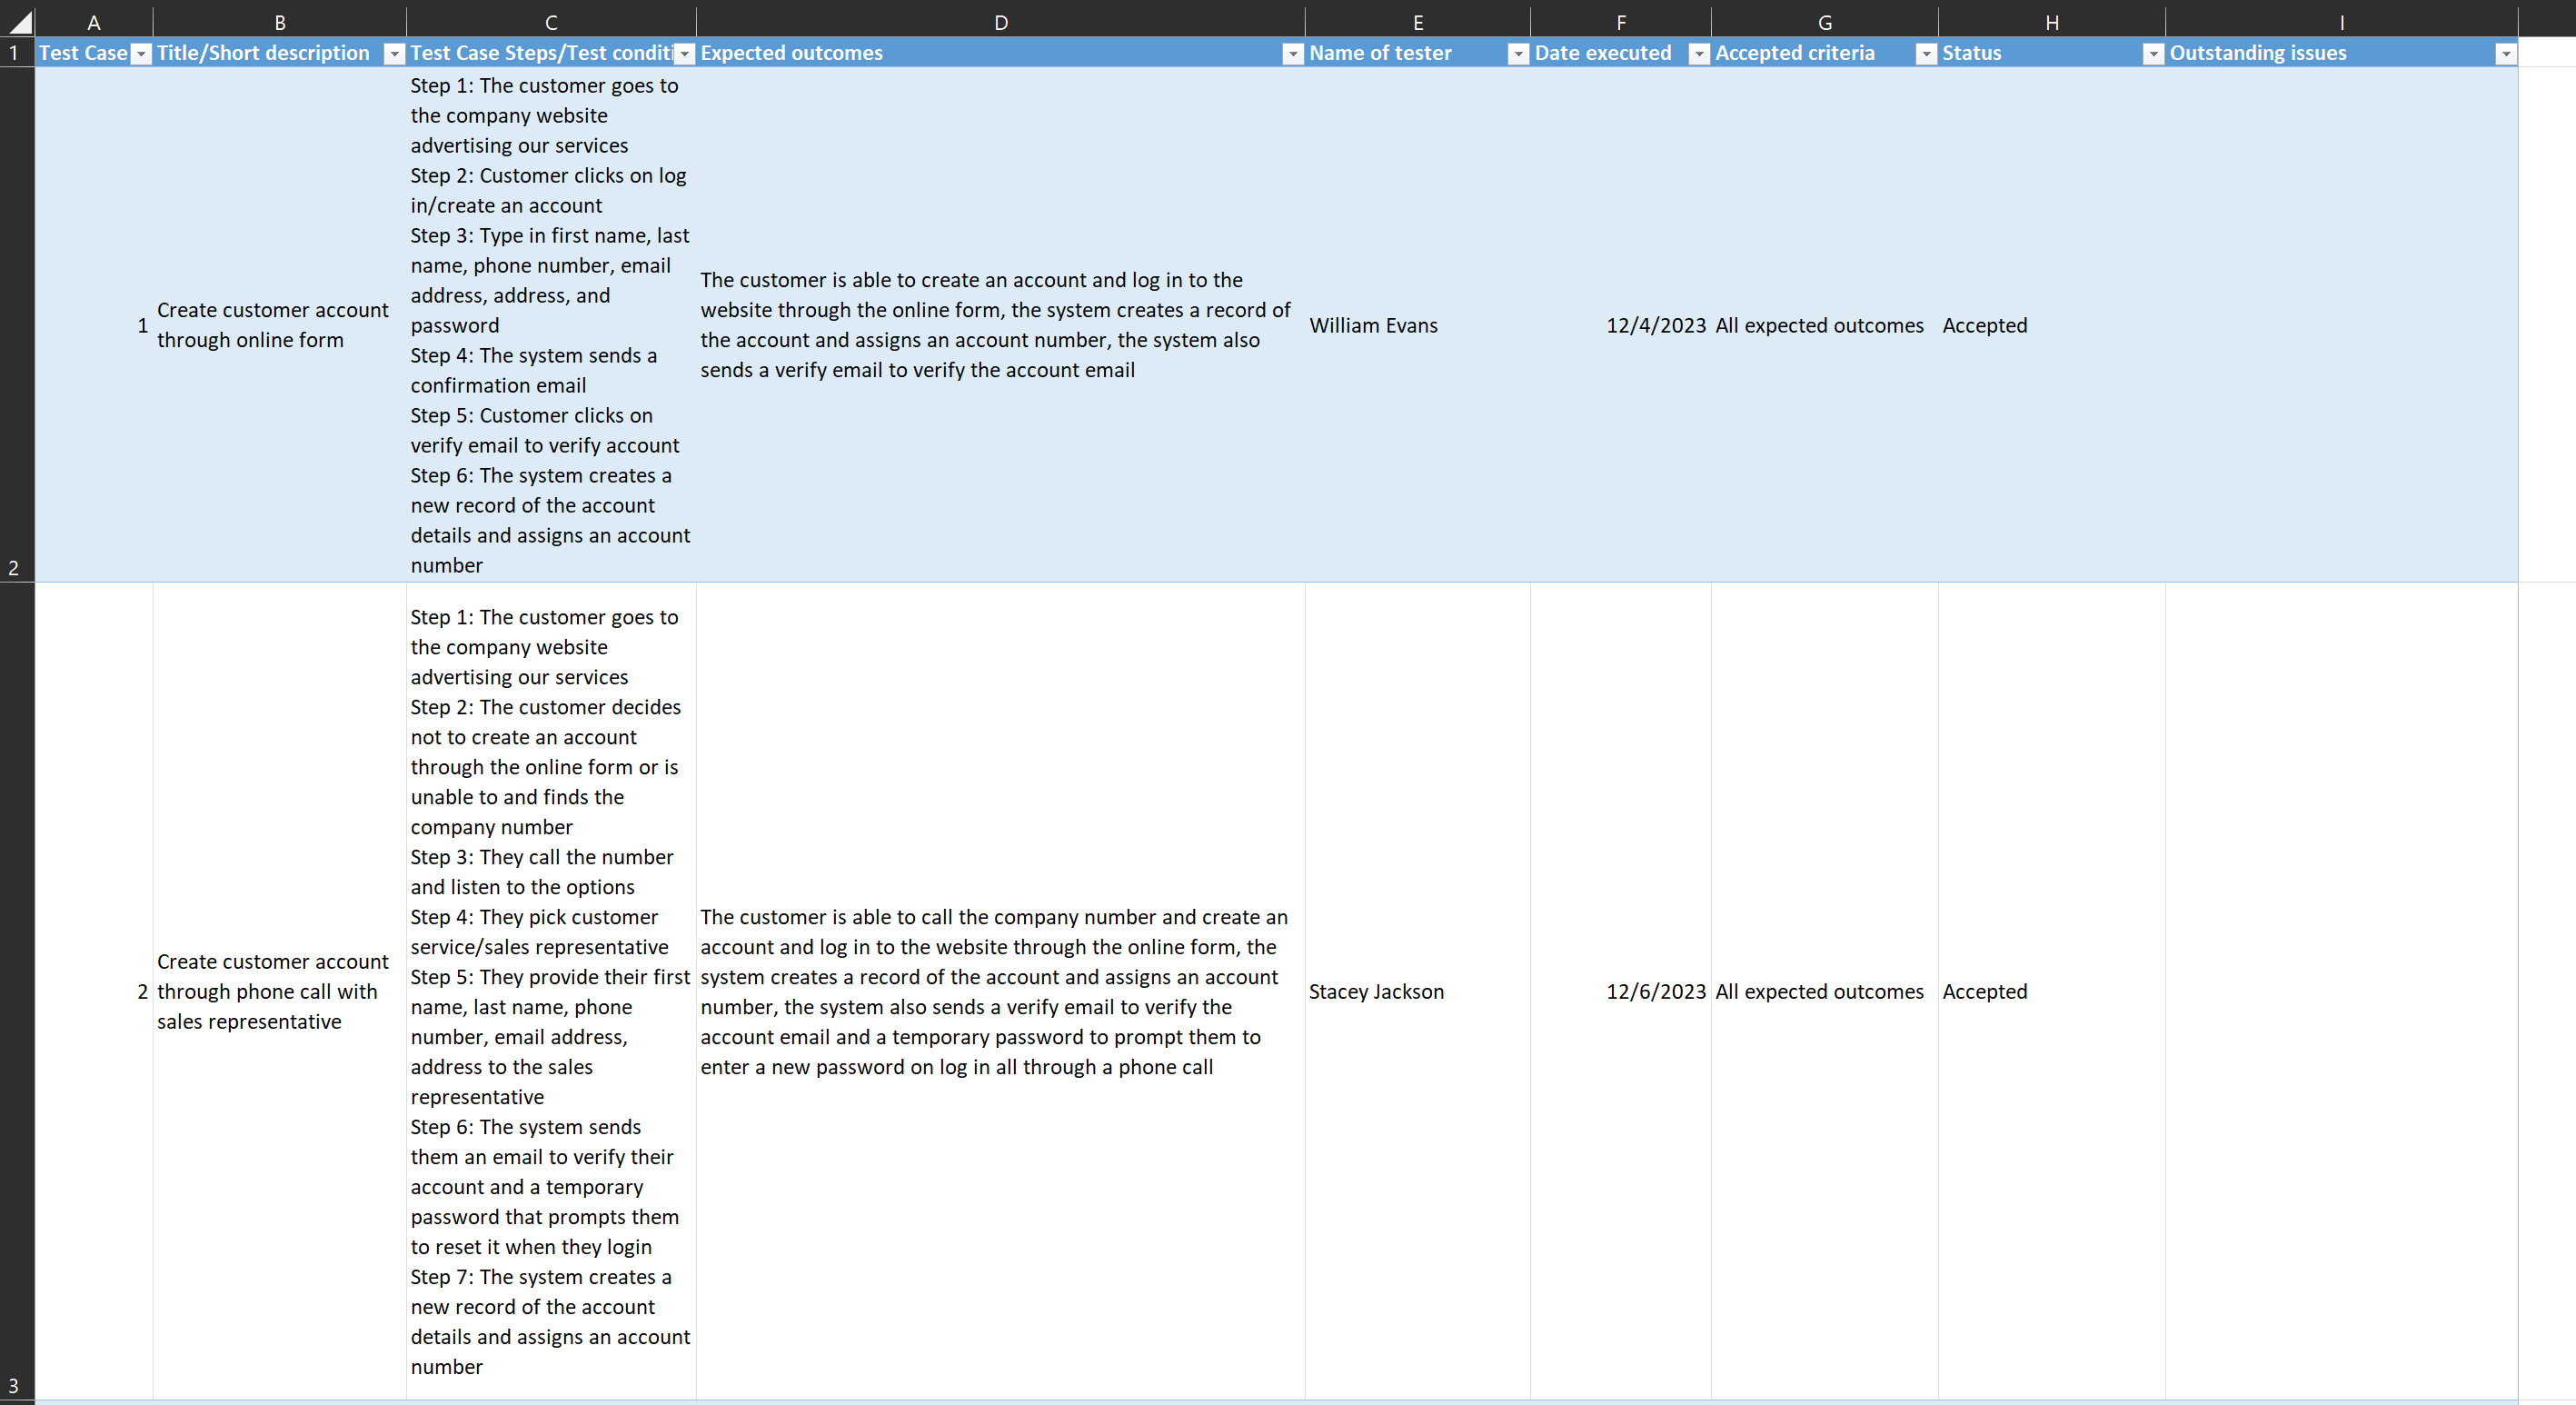 A B C D E F G H I
1 Test Case Title/Short description Test Case Steps/Test conditi Expected outcomes Name of tester Date executed Accepted criteria Status Outstanding issues
2
1
Create customer account
through online form
Step 1: The customer goes to
the company website
advertising our services
Step 2: Customer clicks on log
in/create an account
Step 3: Type in first name, last
name, phone number, email
address, address, and
password
Step 4: The system sends a
confirmation email
Step 5: Customer clicks on
verify email to verify account
Step 6: The system creates a
new record of the account
details and assigns an account
number
The customer is able to create an account and log in to the
website through the online form, the system creates a record of
the account and assigns an account number, the system also
sends a verify email to verify the account email
William Evans
12/4/2023
All expected outcomes
Accepted
3
2
Create customer account
through phone call with
sales representative
Step 1: The customer goes to
the company website
advertising our services
Step 2: The customer decides
not to create an account
through the online form or is
unable to and finds the
company number
Step 3: They call the number
and listen to the options
Step 4: They pick customer
service/sales representative
Step 5: They provide their first
name, last name, phone
number, email address,
address to the sales
representative
Step 6: The system sends
them an email to verify their
account and a temporary
password that prompts them
to reset it when they login
Step 7: The system creates a
new record of the account
details and assigns an account
number
The customer is able to call the company number and create an
account and log in to the website through the online form, the
system creates a record of the account and assigns an account
number, the system also sends a verify email to verify the
account email and a temporary password to prompt them to
enter a new password on log in all through a phone call
Stacey Jackson
12/6/2023
All expected outcomes
Accepted